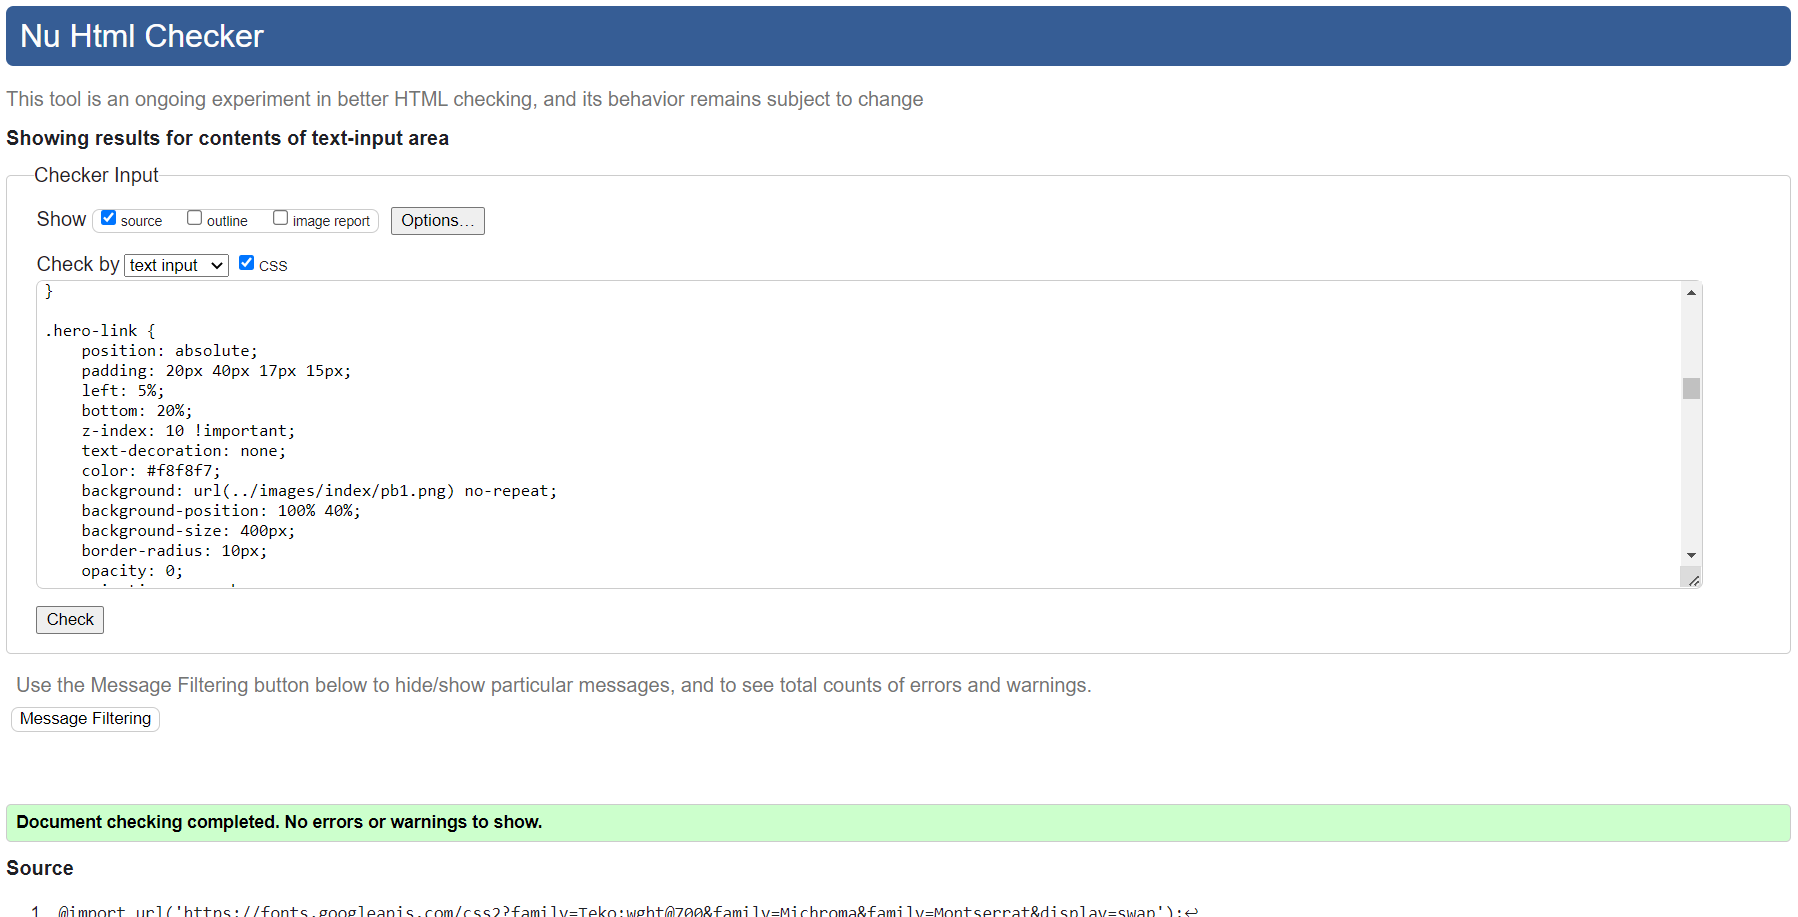 Nu Html Checker
This tool is an ongoing experiment in better HTML checking, and its behavior remains subject to change
Showing results for contents of text-input area
Checker Input
Show source outline image report Options...
Check by text input CSS
}
.hero-link {
position: absolute;
padding: 20px 40px 17px 15px;
left: 5%;
bottom: 20%;
z-index: 10 !important;
text-decoration: none;
color: #f8f8f7;
background: url(../images/index/pb1.png) no-repeat;
background-position: 100% 40%;
background-size: 400px;
border-radius: 10px;
opacity: 0;
Check
Use the Message Filtering button below to hide/show particular messages, and to see total counts of errors and warnings.
Message Filtering
Document checking completed. No errors or warnings to show.
Source
1 @import url('https://fonts.googleapis.com/css2?family=Teko:wght@700&family=Michroma&family=Montserrat&display=swap');↩